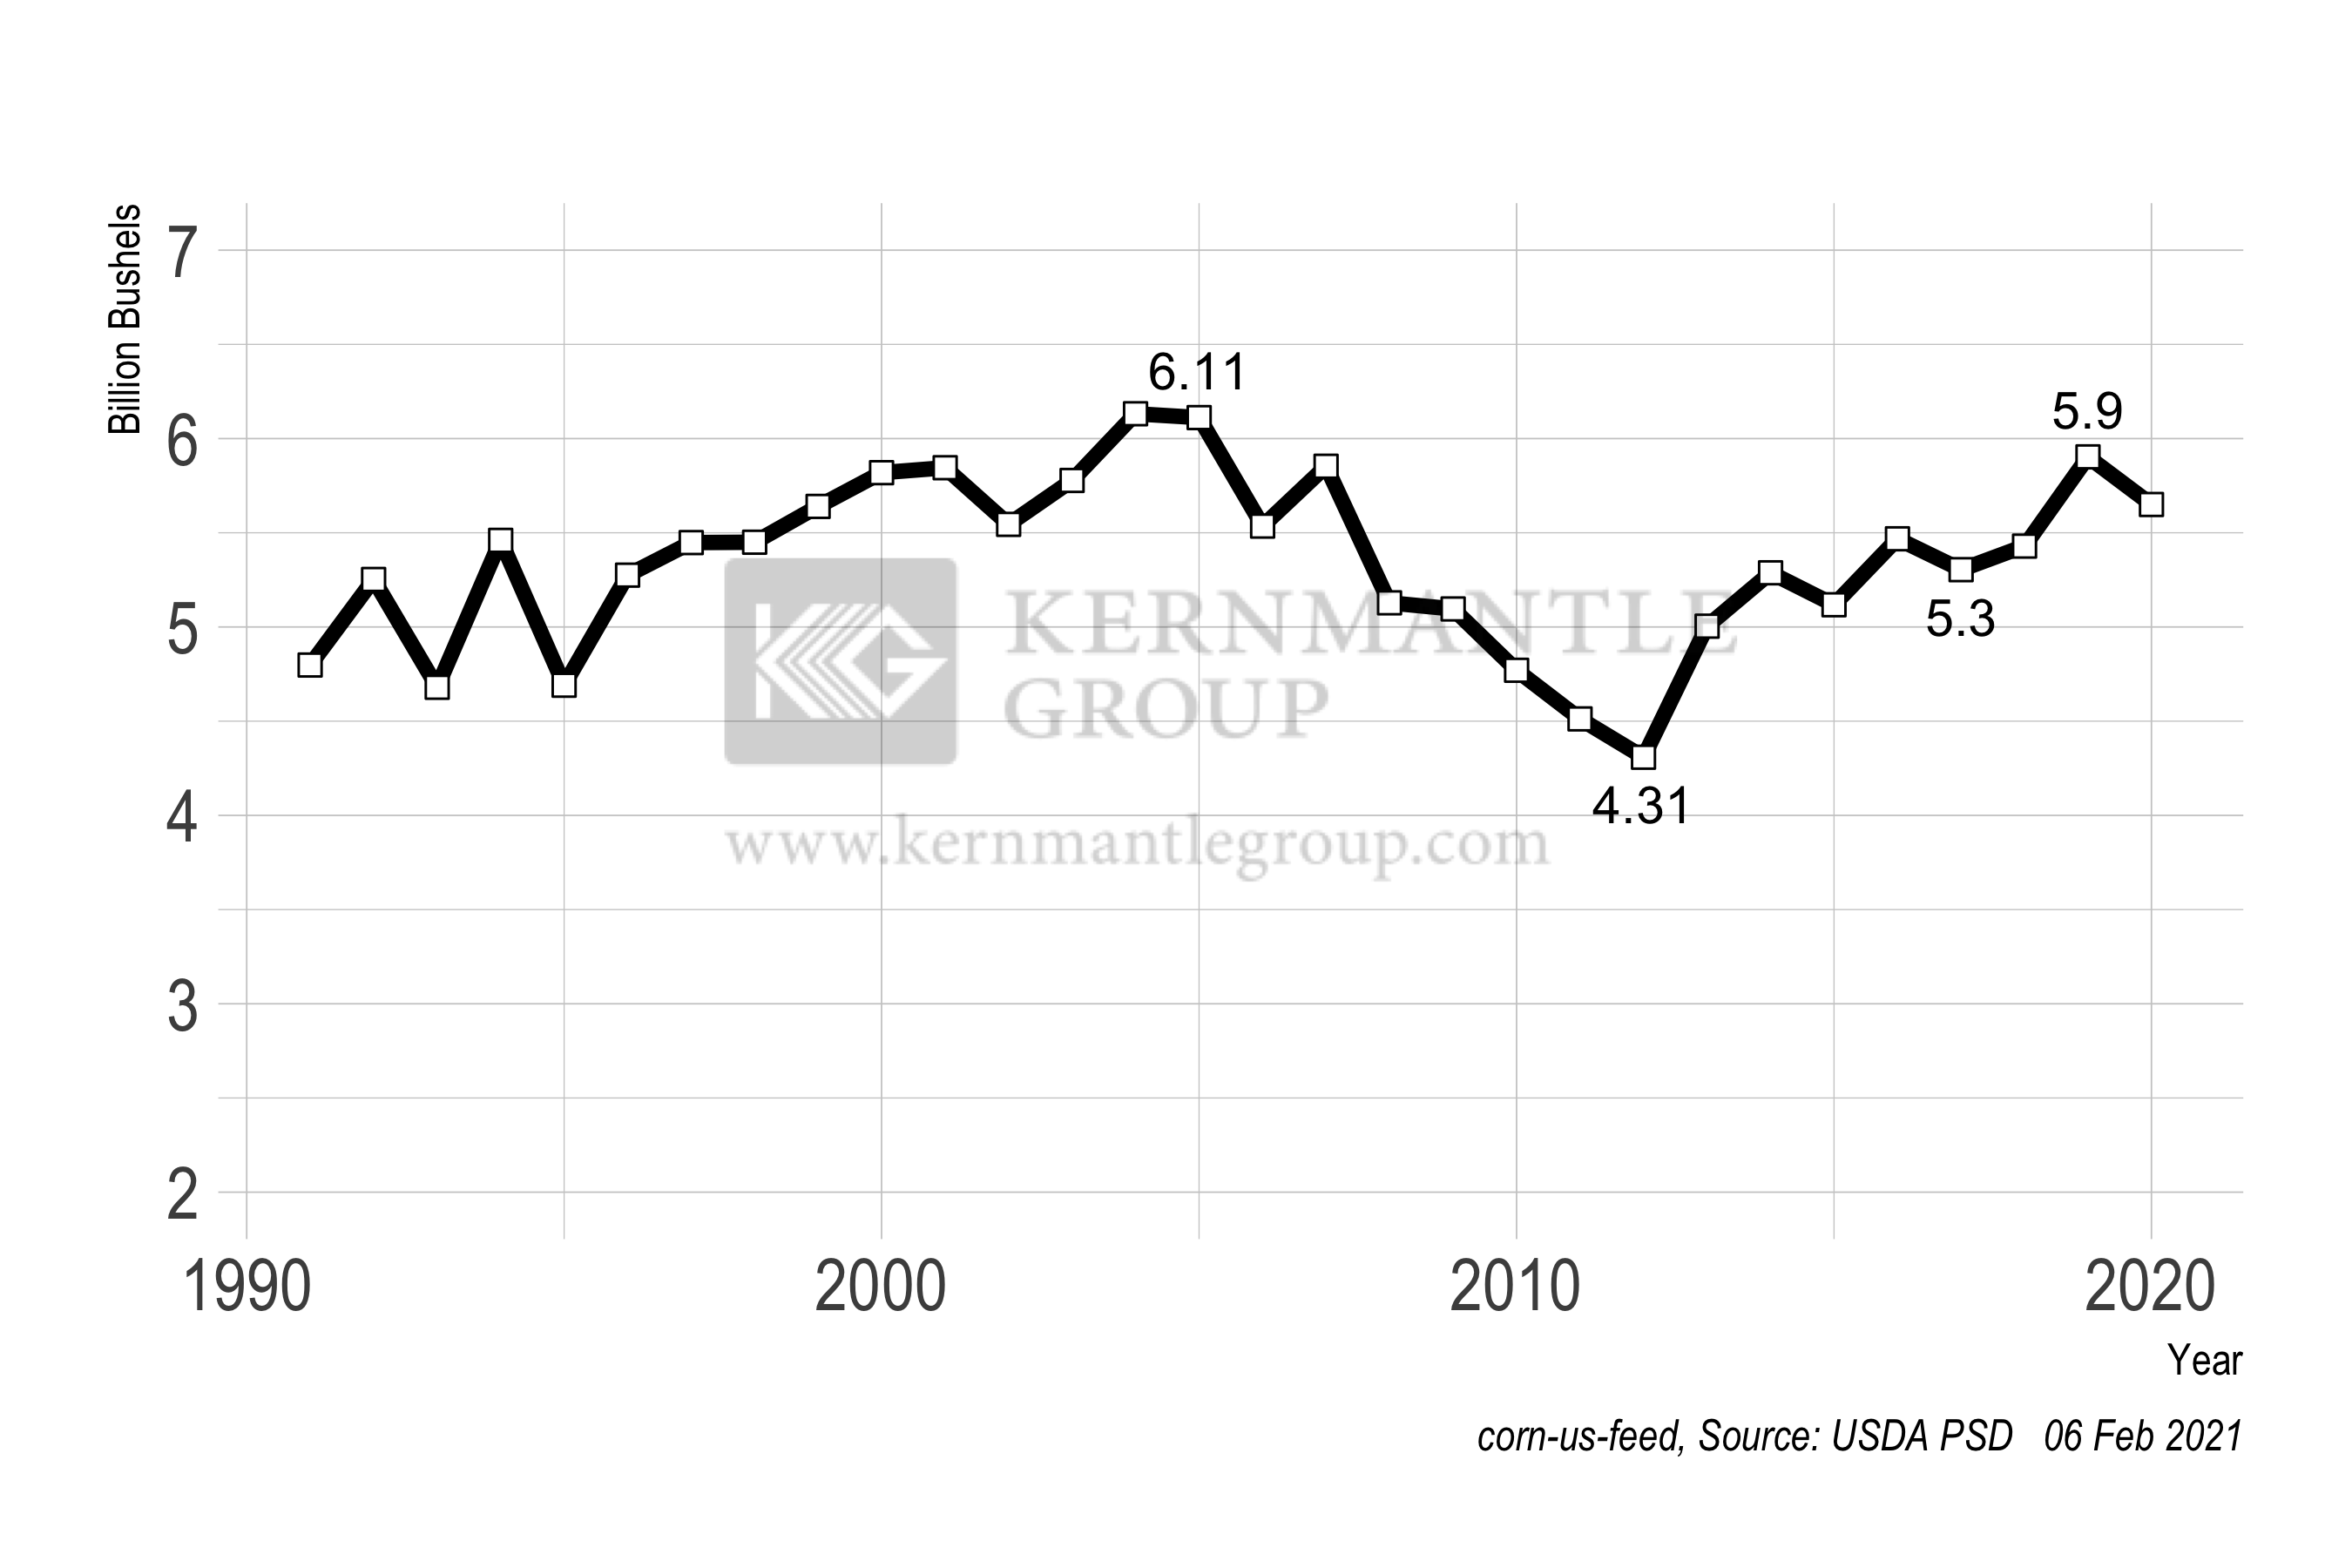 Billion Bushels
7
6
5
4
3
2
6.11
5.9
5.3
4.31
KERNMANTLE
GROUP
www.kernmantlegroup.com
1990 2000 2010 2020
Year
corn-us-feed, Source: USDA PSD 06 Feb 2021